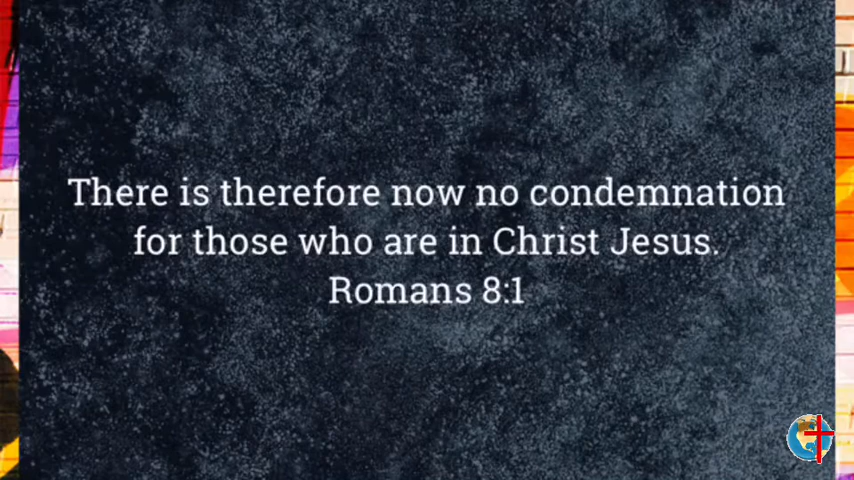 There is therefore now no condemnation
for those who are in Christ Jesus.
Romans 8:1